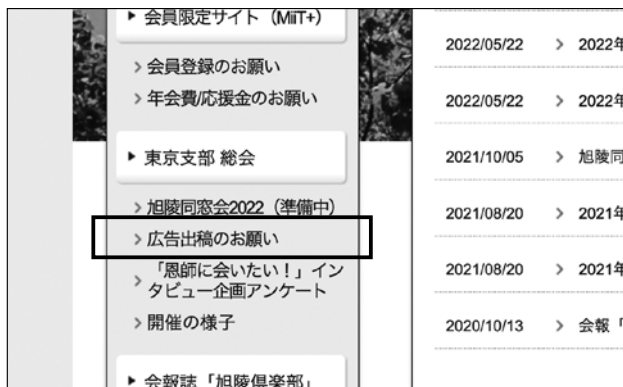 会員限定サイト（MiiT+）
会員登録のお願い
年会費/応援金のお願い
東京支部 総会
旭陵同窓会2022（準備中）
広告出稿のお願い
「恩師に会いたい！」イン
タビュー企画アンケート
開催の様子
会報誌「旭陵倶楽部」
2022/05/22 > 2022年
2022/05/22 > 2022年
2021/10/05 > 旭陵同
2021/08/20 > 2021年
2021/08/20 > 2021年
2020/10/13 > 会報「